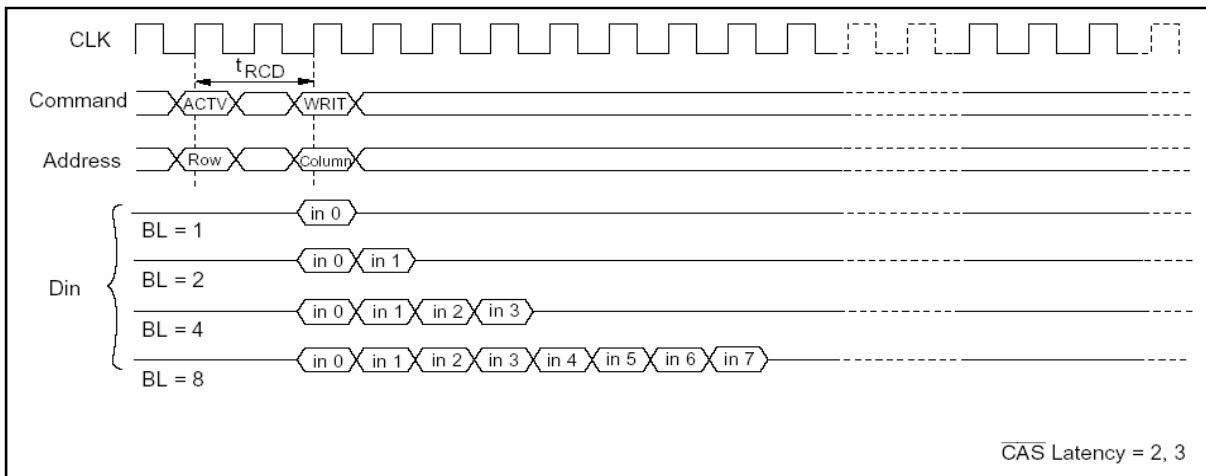 CLK
tRCD
Command ACTV WRIT
Address Row Column
in 0
BL = 1
in 0 in 1
BL = 2
Din
in 0 in 1 in 2 in 3
BL = 4
in 0 in 1 in 2 in 3 in 4 in 5 in 6 in 7
BL = 8
C̅A̅S̅ Latency = 2, 3